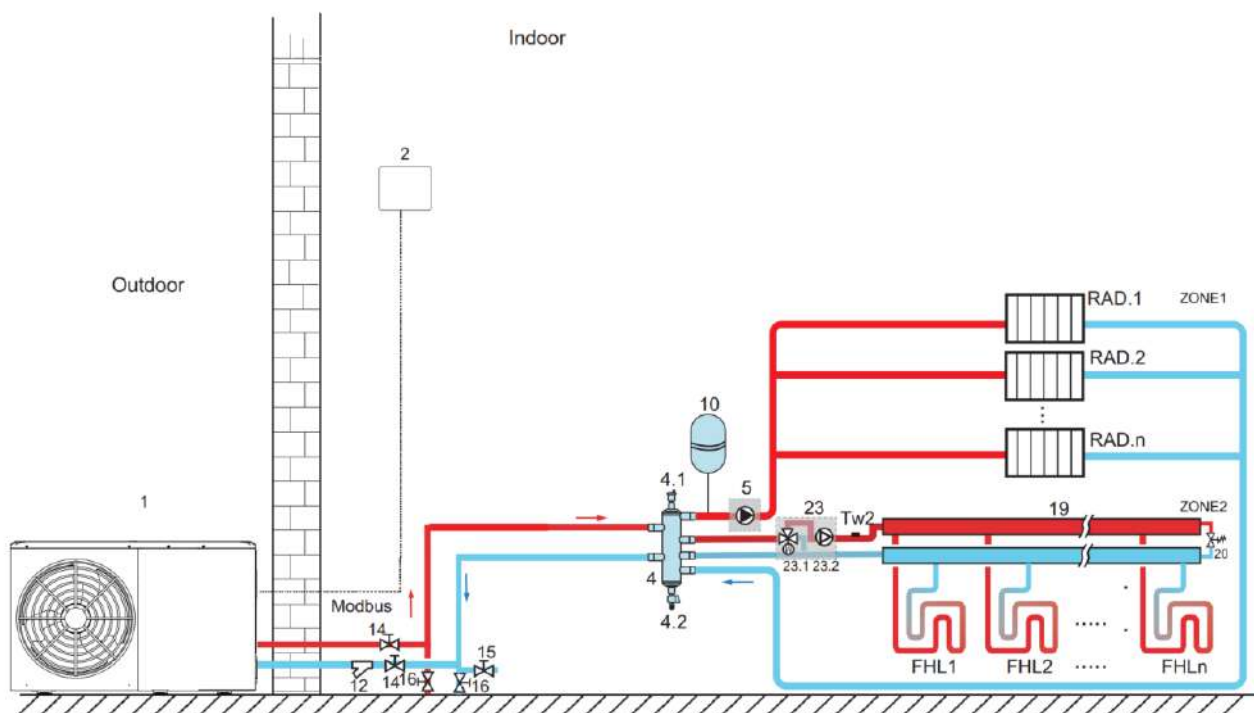 Indoor
2
Outdoor
RAD.1
ZONE1
RAD.2
10
RAD.n
4.1
5
23
Tw2
19
ZONE2
1
20
4
23.1
23.2
4.2
Modbus
14
15
12
14
16
16
FHL1
FHL2
FHLn